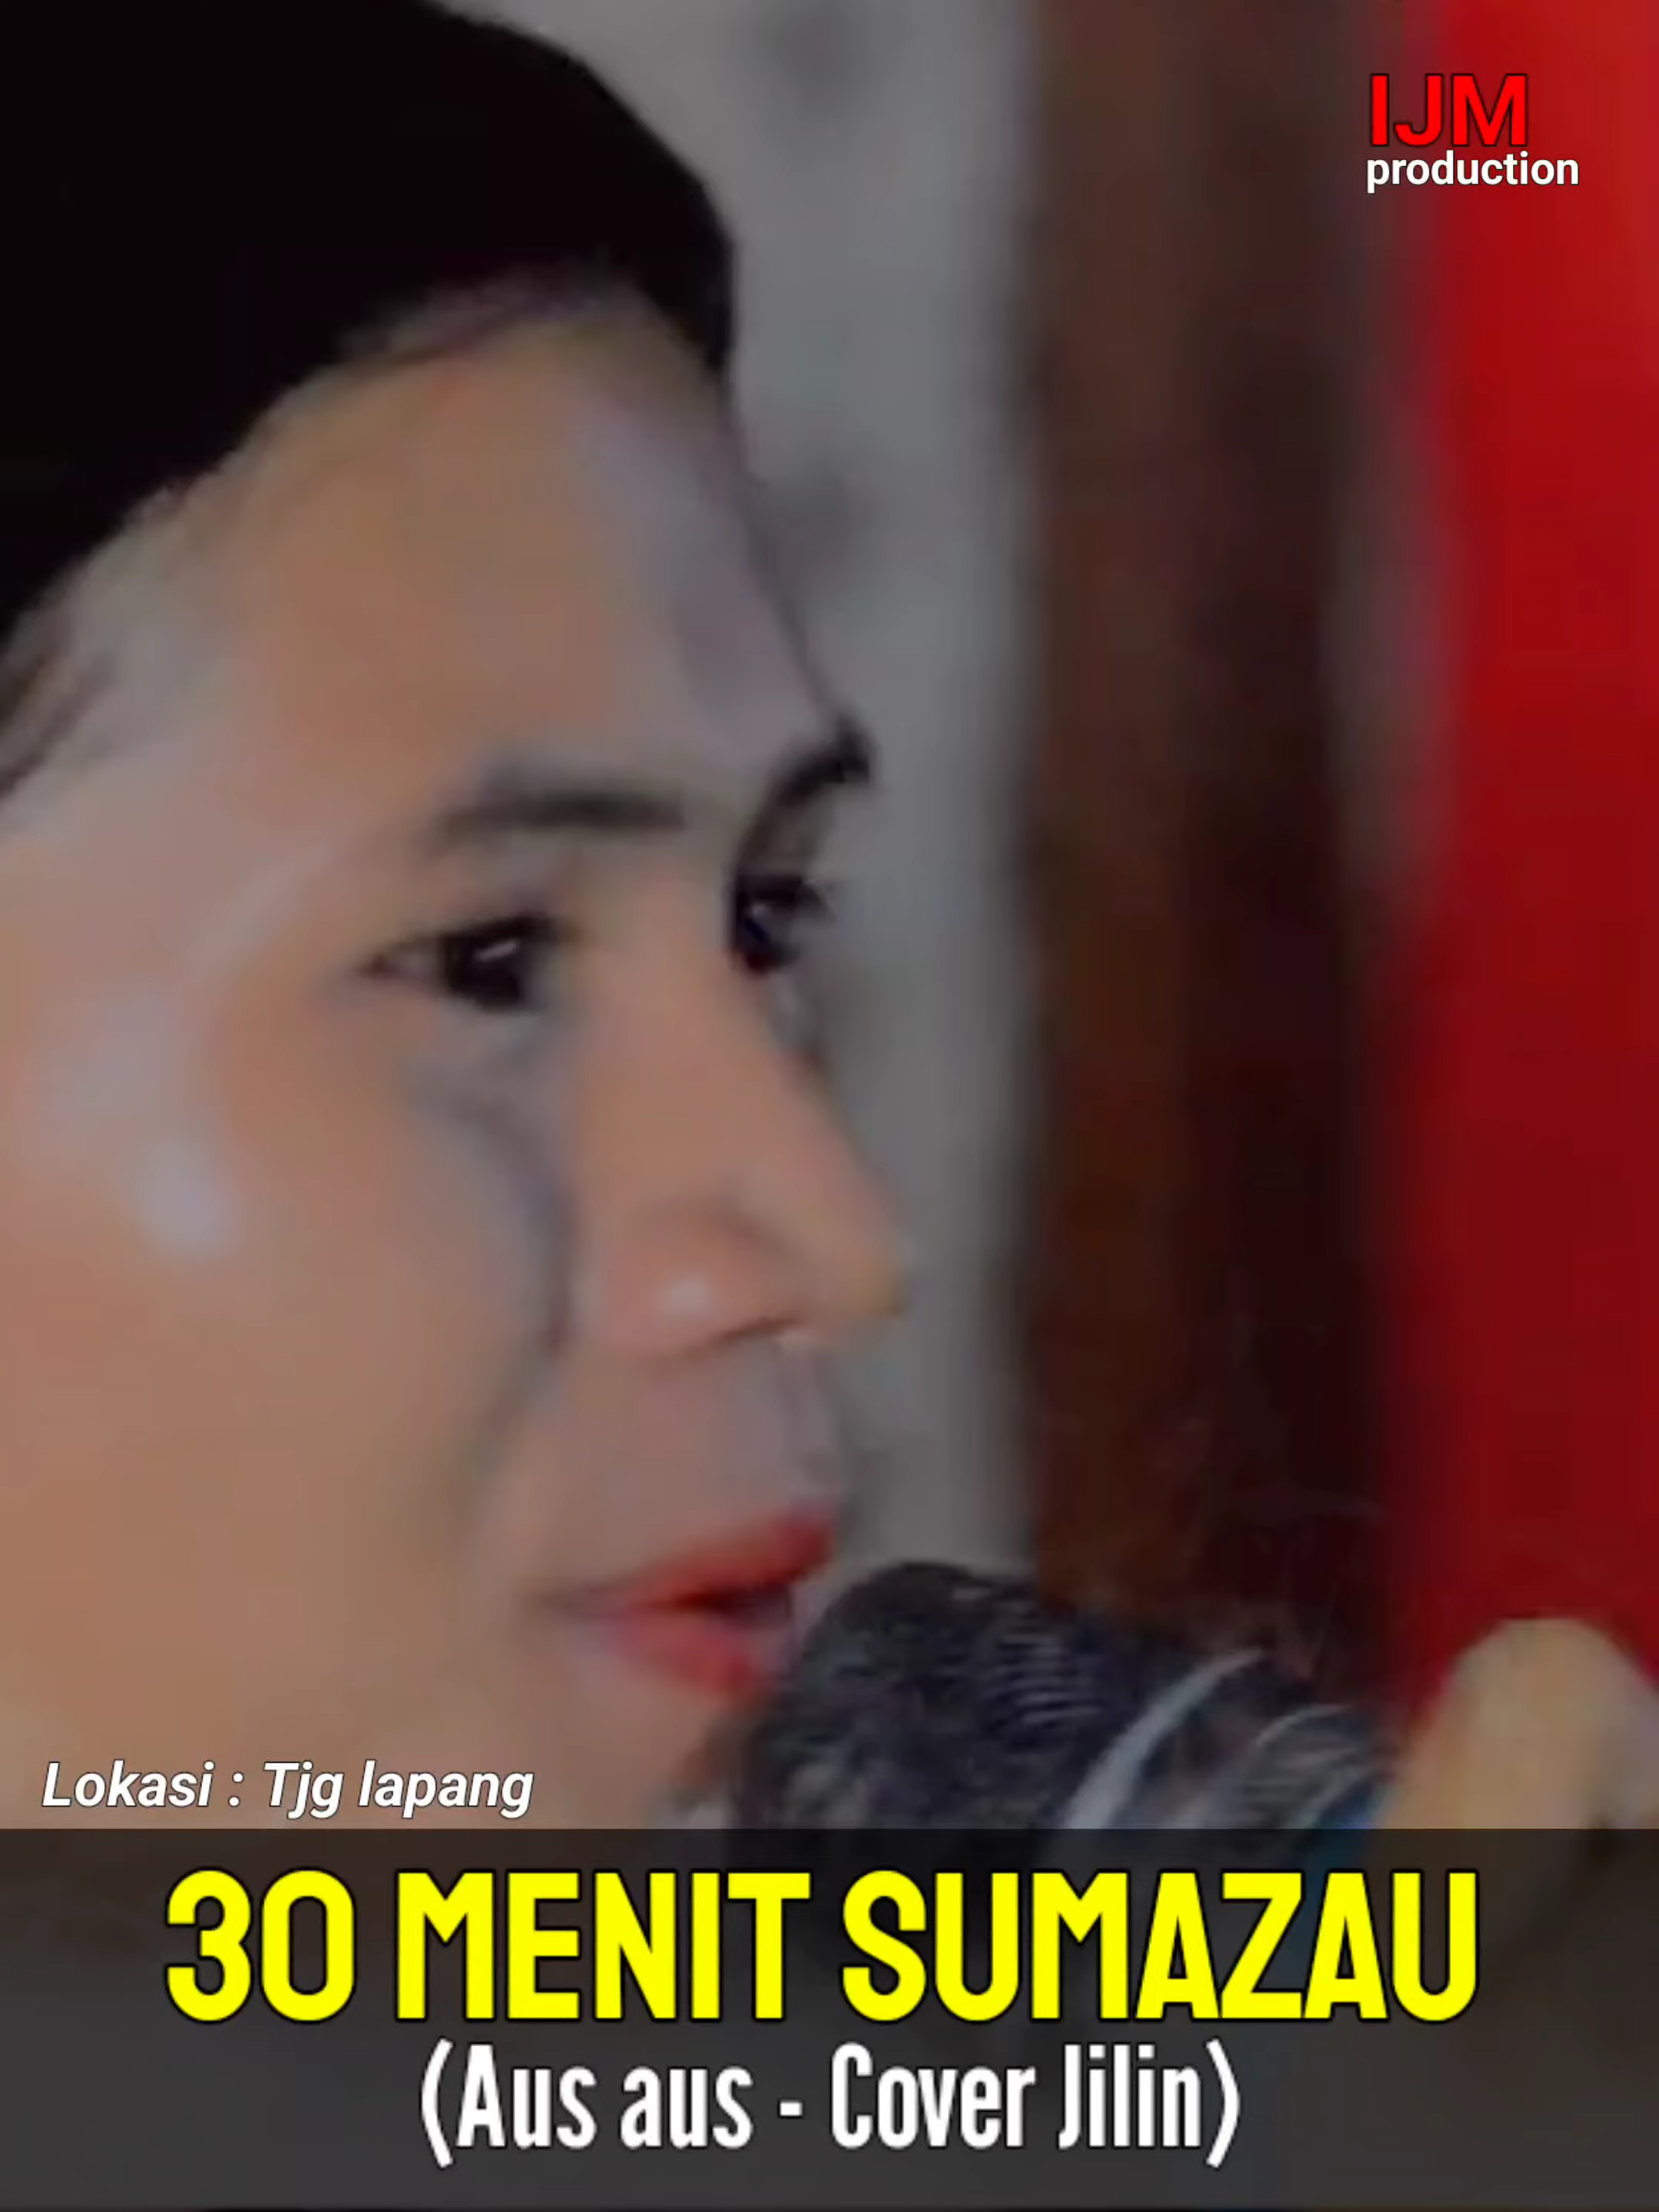 IJM
production
Lokasi : Tjg lapang
30 MENIT SUMAZAU
(Aus aus - Cover Jilin)